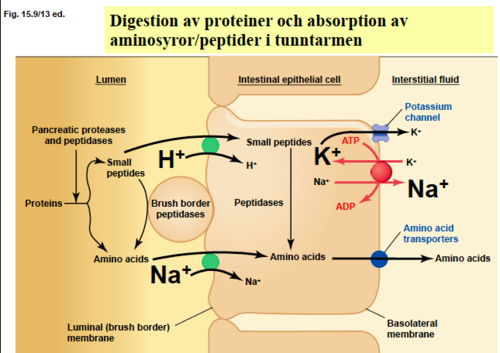 Fig. 15.9/13 ed.
Digestion av proteiner och absorption av
aminosyror/peptider i tunntarmen
Lumen
Intestinal epithelial cell
Interstitial fluid
Pancreatic proteases
and peptidases
Small
peptides
Proteins
Amino acids
Brush border
peptidases
H+
H+
Na+
Na+
Small peptides
Peptidases
Amino acids
K+
Na+
ATP
ADP
Potassium
channel
K+
K+
Na+
Amino acid
transporters
Amino acids
Luminal (brush border)
membrane
Basolateral
membrane